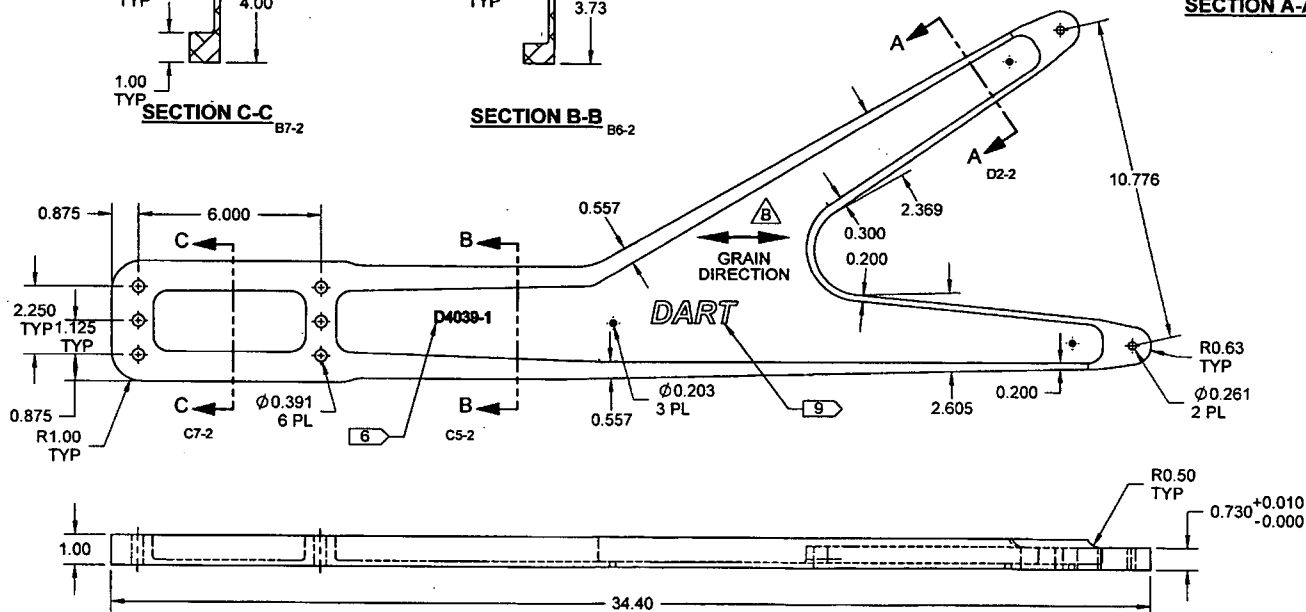 TYP
4.00
1.00
TYP
SECTION C-C B7-2
TYP
3.73
SECTION B-B B6-2
SECTION A-A
A
A
D2-2
10.776
0.875
6.000
0.557
B
2.369
C
B
GRAIN
DIRECTION
0.300
0.200
2.250
TYP
1.125
TYP
D4039-1
DART
R0.63
TYP
0.875
R1.00
TYP
C
C7-2
Ø0.391
6 PL
B
C5-2
6
0.557
Ø0.203
3 PL
9
2.605
0.200
Ø0.261
2 PL
R0.50
TYP
1.00
0.730 +0.010
-0.000
34.40